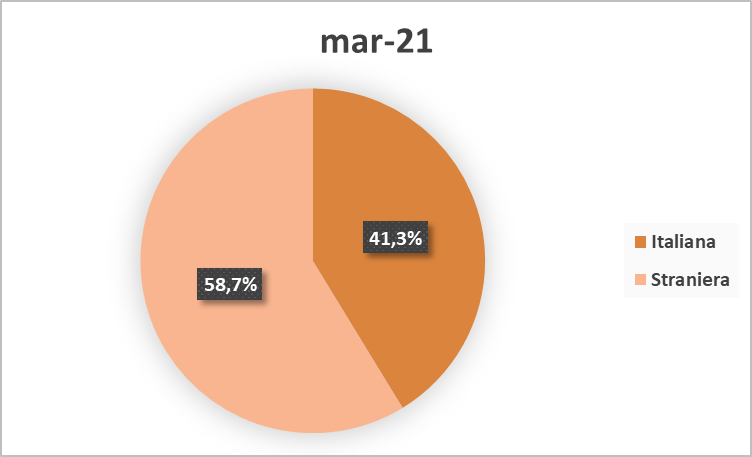 mar-21
41,3%
58,7%
Italiana
Straniera